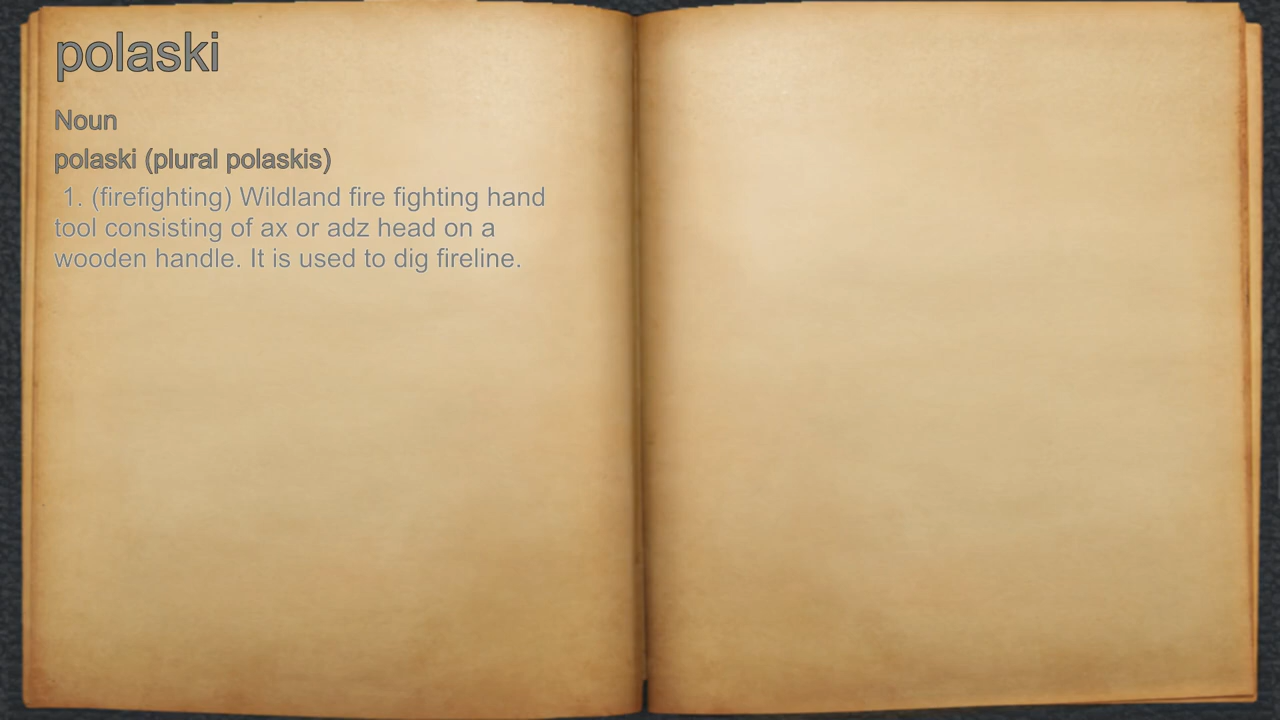 polaski
Noun
polaski (plural polaskis)
1. (firefighting) Wildland fire fighting hand
tool consisting of ax or adz head on a
wooden handle. It is used to dig fireline.